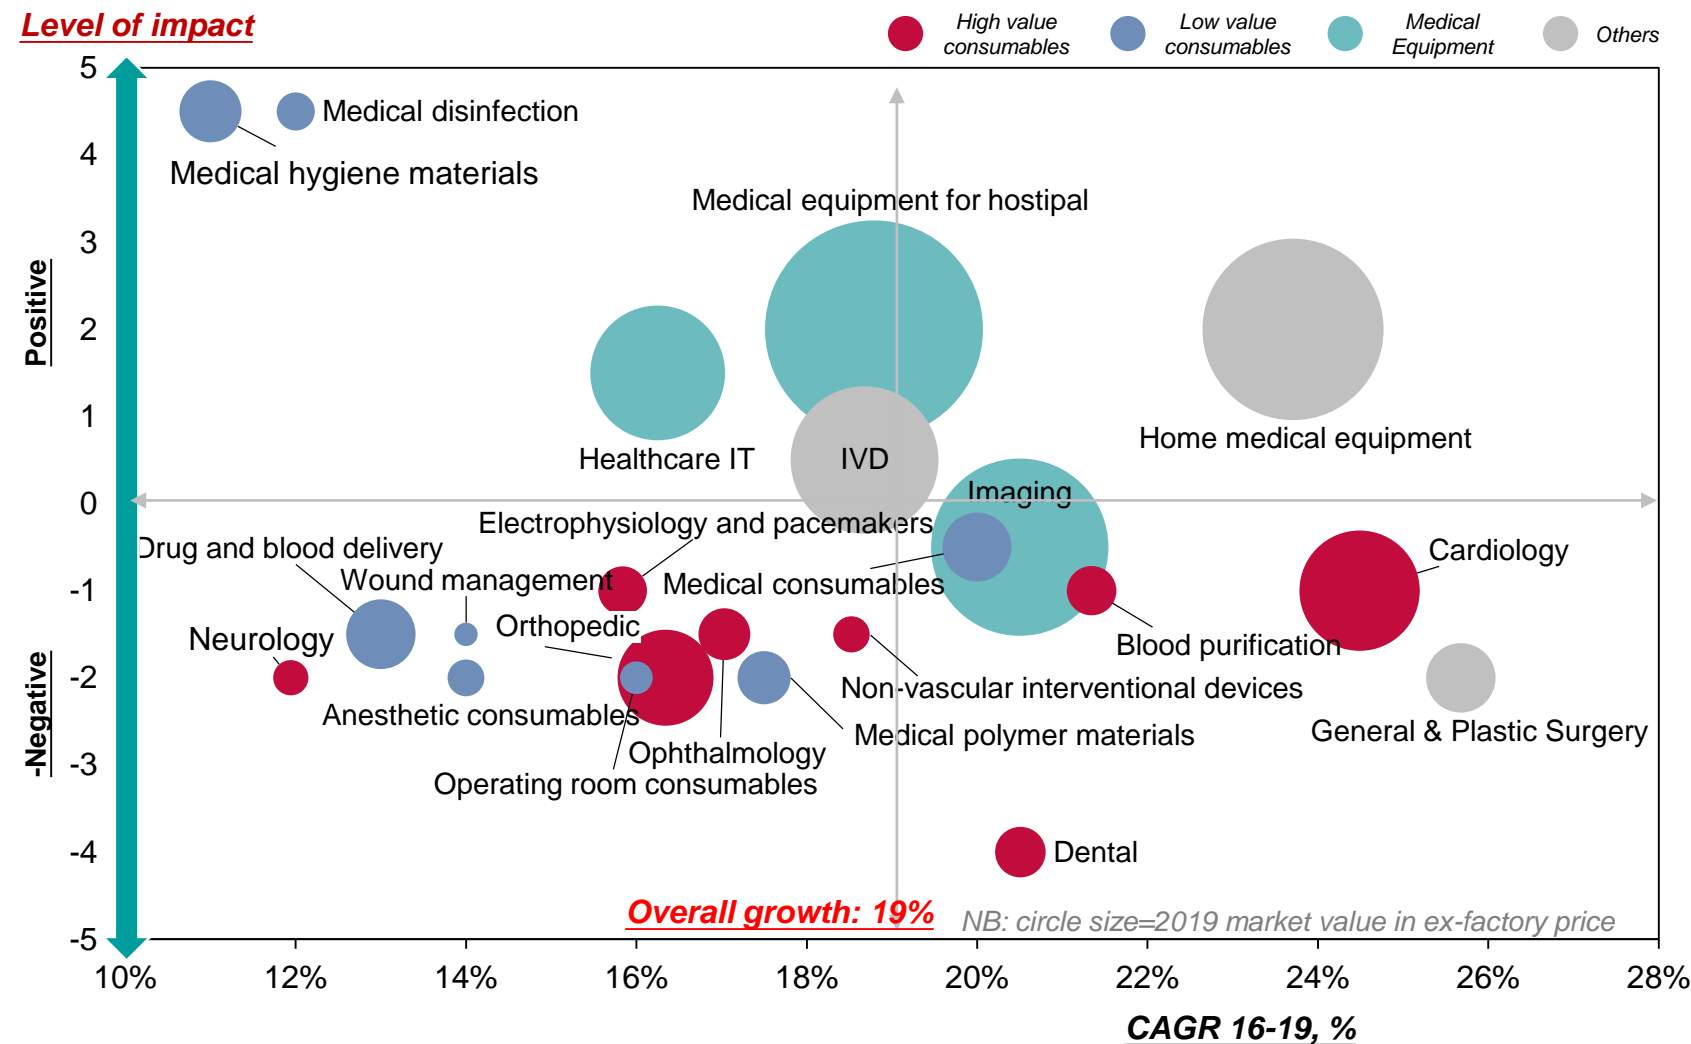 Level of impact
High value
consumables
Low value
consumables
Medical
Equipment
Others
5
4
3
2
1
0
-1
-2
-3
-4
-5
Positive
-Negative
Medical disinfection
Medical hygiene materials
Medical equipment for hostipal
Home medical equipment
Healthcare IT
IVD
Imaging
Electrophysiology and pacemakers
Drug and blood delivery
Wound management
Medical consumables
Cardiology
Orthopedic
Neurology
Blood purification
Non-vascular interventional devices
Anesthetic consumables
Medical polymer materials
General & Plastic Surgery
Ophthalmology
Operating room consumables
Dental
Overall growth: 19%
NB: circle size=2019 market value in ex-factory price
10%
12%
14%
16%
18%
20%
22%
24%
26%
28%
CAGR 16-19, %